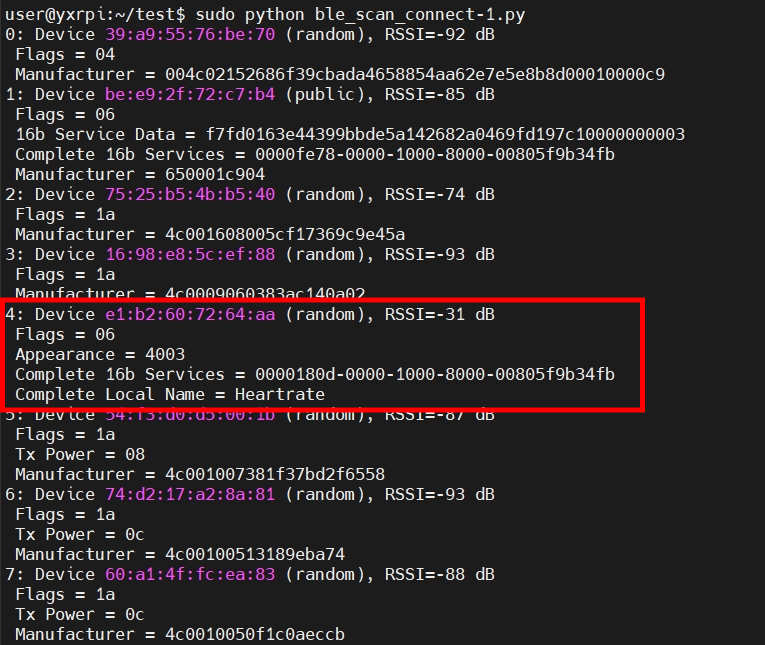 user@yxrpi:~/test$ sudo python ble_scan_connect-1.py
0: Device 39:a9:55:76:be:70 (random), RSSI=-92 dB
Flags = 04
Manufacturer = 004c02152686f39cbada4658854aa62e7e5e8b8d00010000c9
1: Device be:e9:2f:72:c7:b4 (public), RSSI=-85 dB
Flags = 06
16b Service Data = f7fd0163e44399bbde5a142682a0469fd197c10000000003
Complete 16b Services = 0000fe78-0000-1000-8000-00805f9b34fb
Manufacturer = 650001c904
2: Device 75:25:b5:4b:b5:40 (random), RSSI=-74 dB
Flags = 1a
Manufacturer = 4c001608005cf17369c9e45a
3: Device 16:98:e8:5c:ef:88 (random), RSSI=-93 dB
Flags = 1a
Manufacturer = 4c0009060383ac140a02
4: Device e1:b2:60:72:64:aa (random), RSSI=-31 dB
Flags = 06
Appearance = 4003
Complete 16b Services = 0000180d-0000-1000-8000-00805f9b34fb
Complete Local Name = Heartrate
5: Device 54:f3:d0:d5:00:1b (random), RSSI=-87 dB
Flags = 1a
Tx Power = 08
Manufacturer = 4c001007381f37bd2f6558
6: Device 74:d2:17:a2:8a:81 (random), RSSI=-93 dB
Flags = 1a
Tx Power = 0c
Manufacturer = 4c00100513189eba74
7: Device 60:a1:4f:fc:ea:83 (random), RSSI=-88 dB
Flags = 1a
Tx Power = 0c
Manufacturer = 4c0010050f1c0aeccb